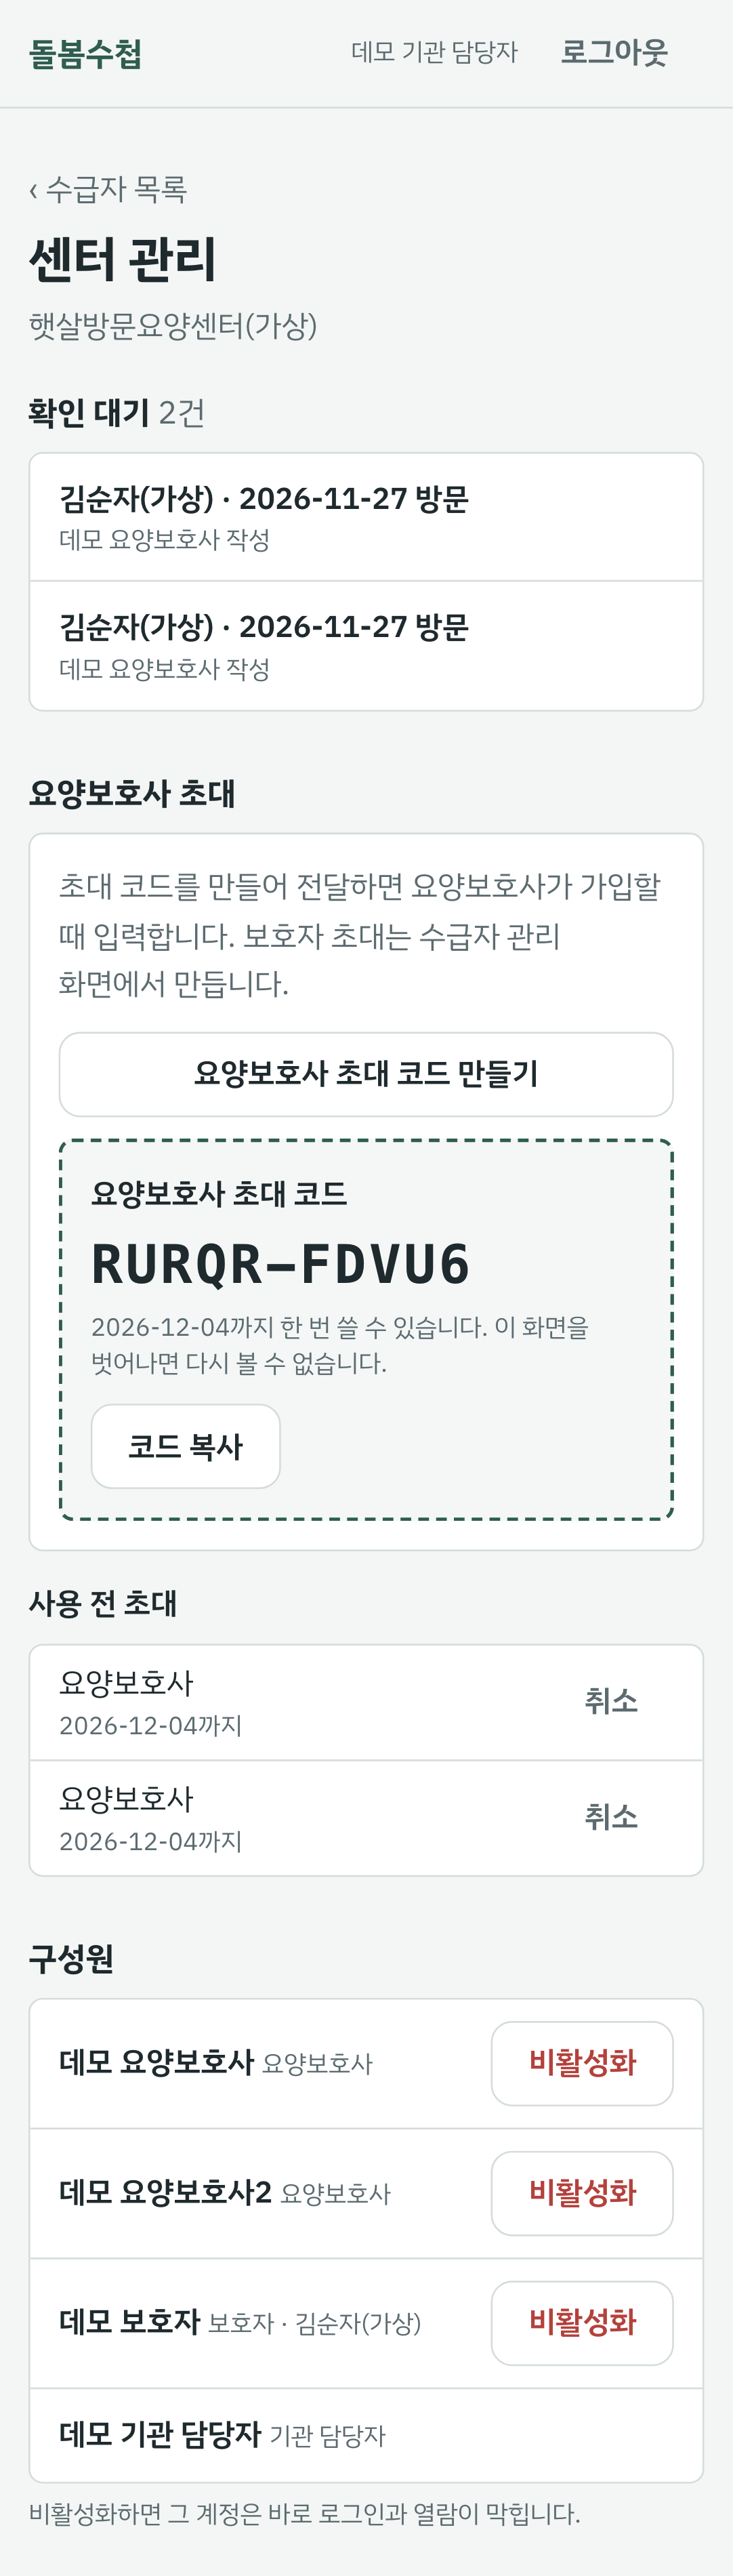 돌봄수첩 데모 기관 담당자 로그아웃
‹ 수급자 목록
센터 관리
햇살방문요양센터(가상)
확인 대기 2건
김순자(가상) · 2026-11-27 방문
데모 요양보호사 작성
김순자(가상) · 2026-11-27 방문
데모 요양보호사 작성
요양보호사 초대
초대 코드를 만들어 전달하면 요양보호사가 가입할
때 입력합니다. 보호자 초대는 수급자 관리
화면에서 만듭니다.
요양보호사 초대 코드 만들기
요양보호사 초대 코드
RURQR-FDVU6
2026-12-04까지 한 번 쓸 수 있습니다. 이 화면을
벗어나면 다시 볼 수 없습니다.
코드 복사
사용 전 초대
요양보호사
2026-12-04까지
취소
요양보호사
2026-12-04까지
취소
구성원
데모 요양보호사 요양보호사 비활성화
데모 요양보호사2 요양보호사 비활성화
데모 보호자 보호자 · 김순자(가상) 비활성화
데모 기관 담당자 기관 담당자
비활성화하면 그 계정은 바로 로그인과 열람이 막힙니다.